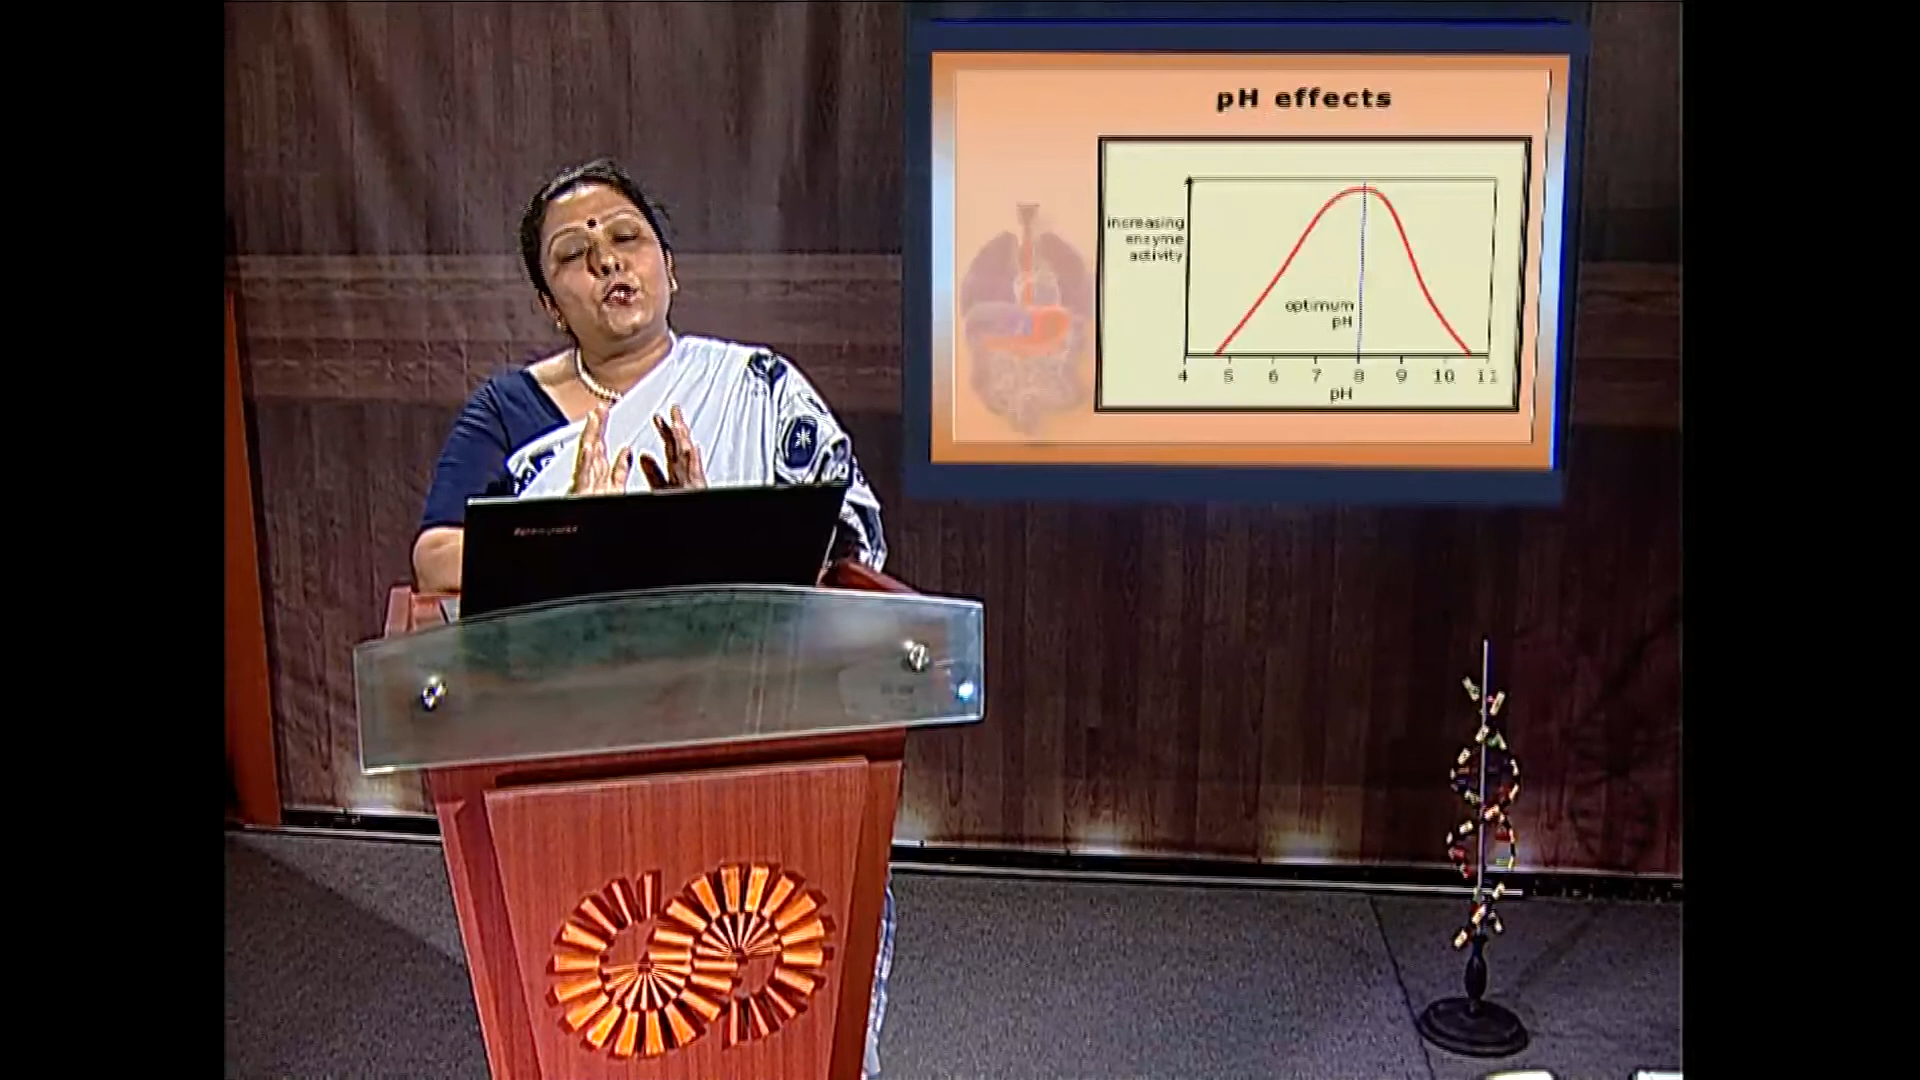 pH effects
increasing
enzyme
activity
optimum
pH
4 5 6 7 8 9 10 11
pH